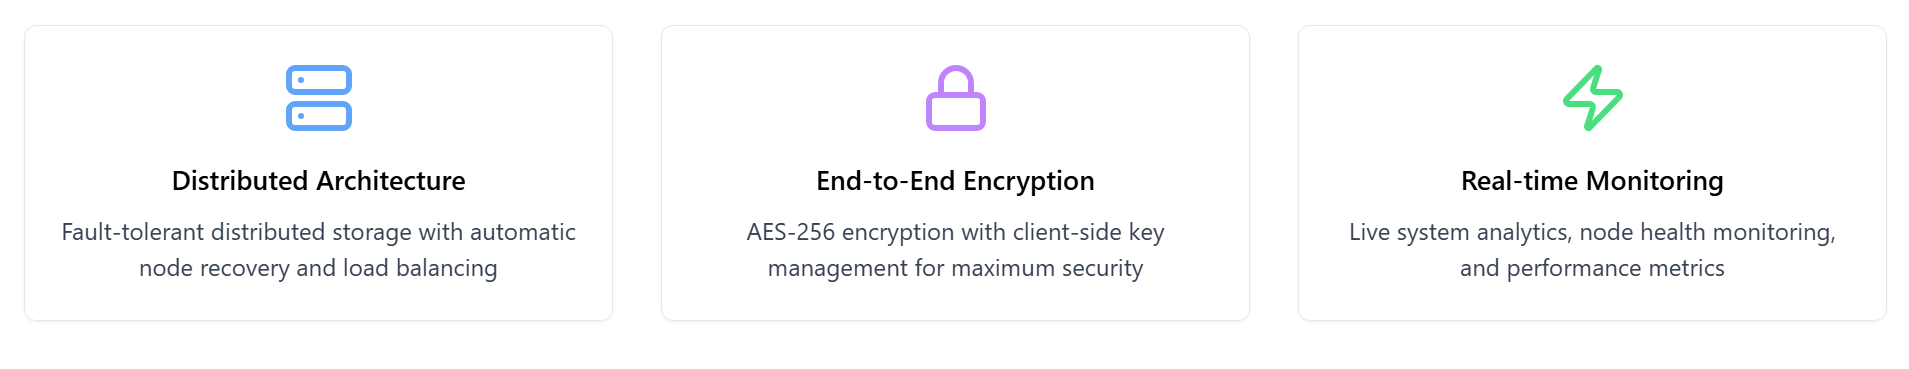 Distributed Architecture
Fault-tolerant distributed storage with automatic
node recovery and load balancing
End-to-End Encryption
AES-256 encryption with client-side key
management for maximum security
Real-time Monitoring
Live system analytics, node health monitoring,
and performance metrics